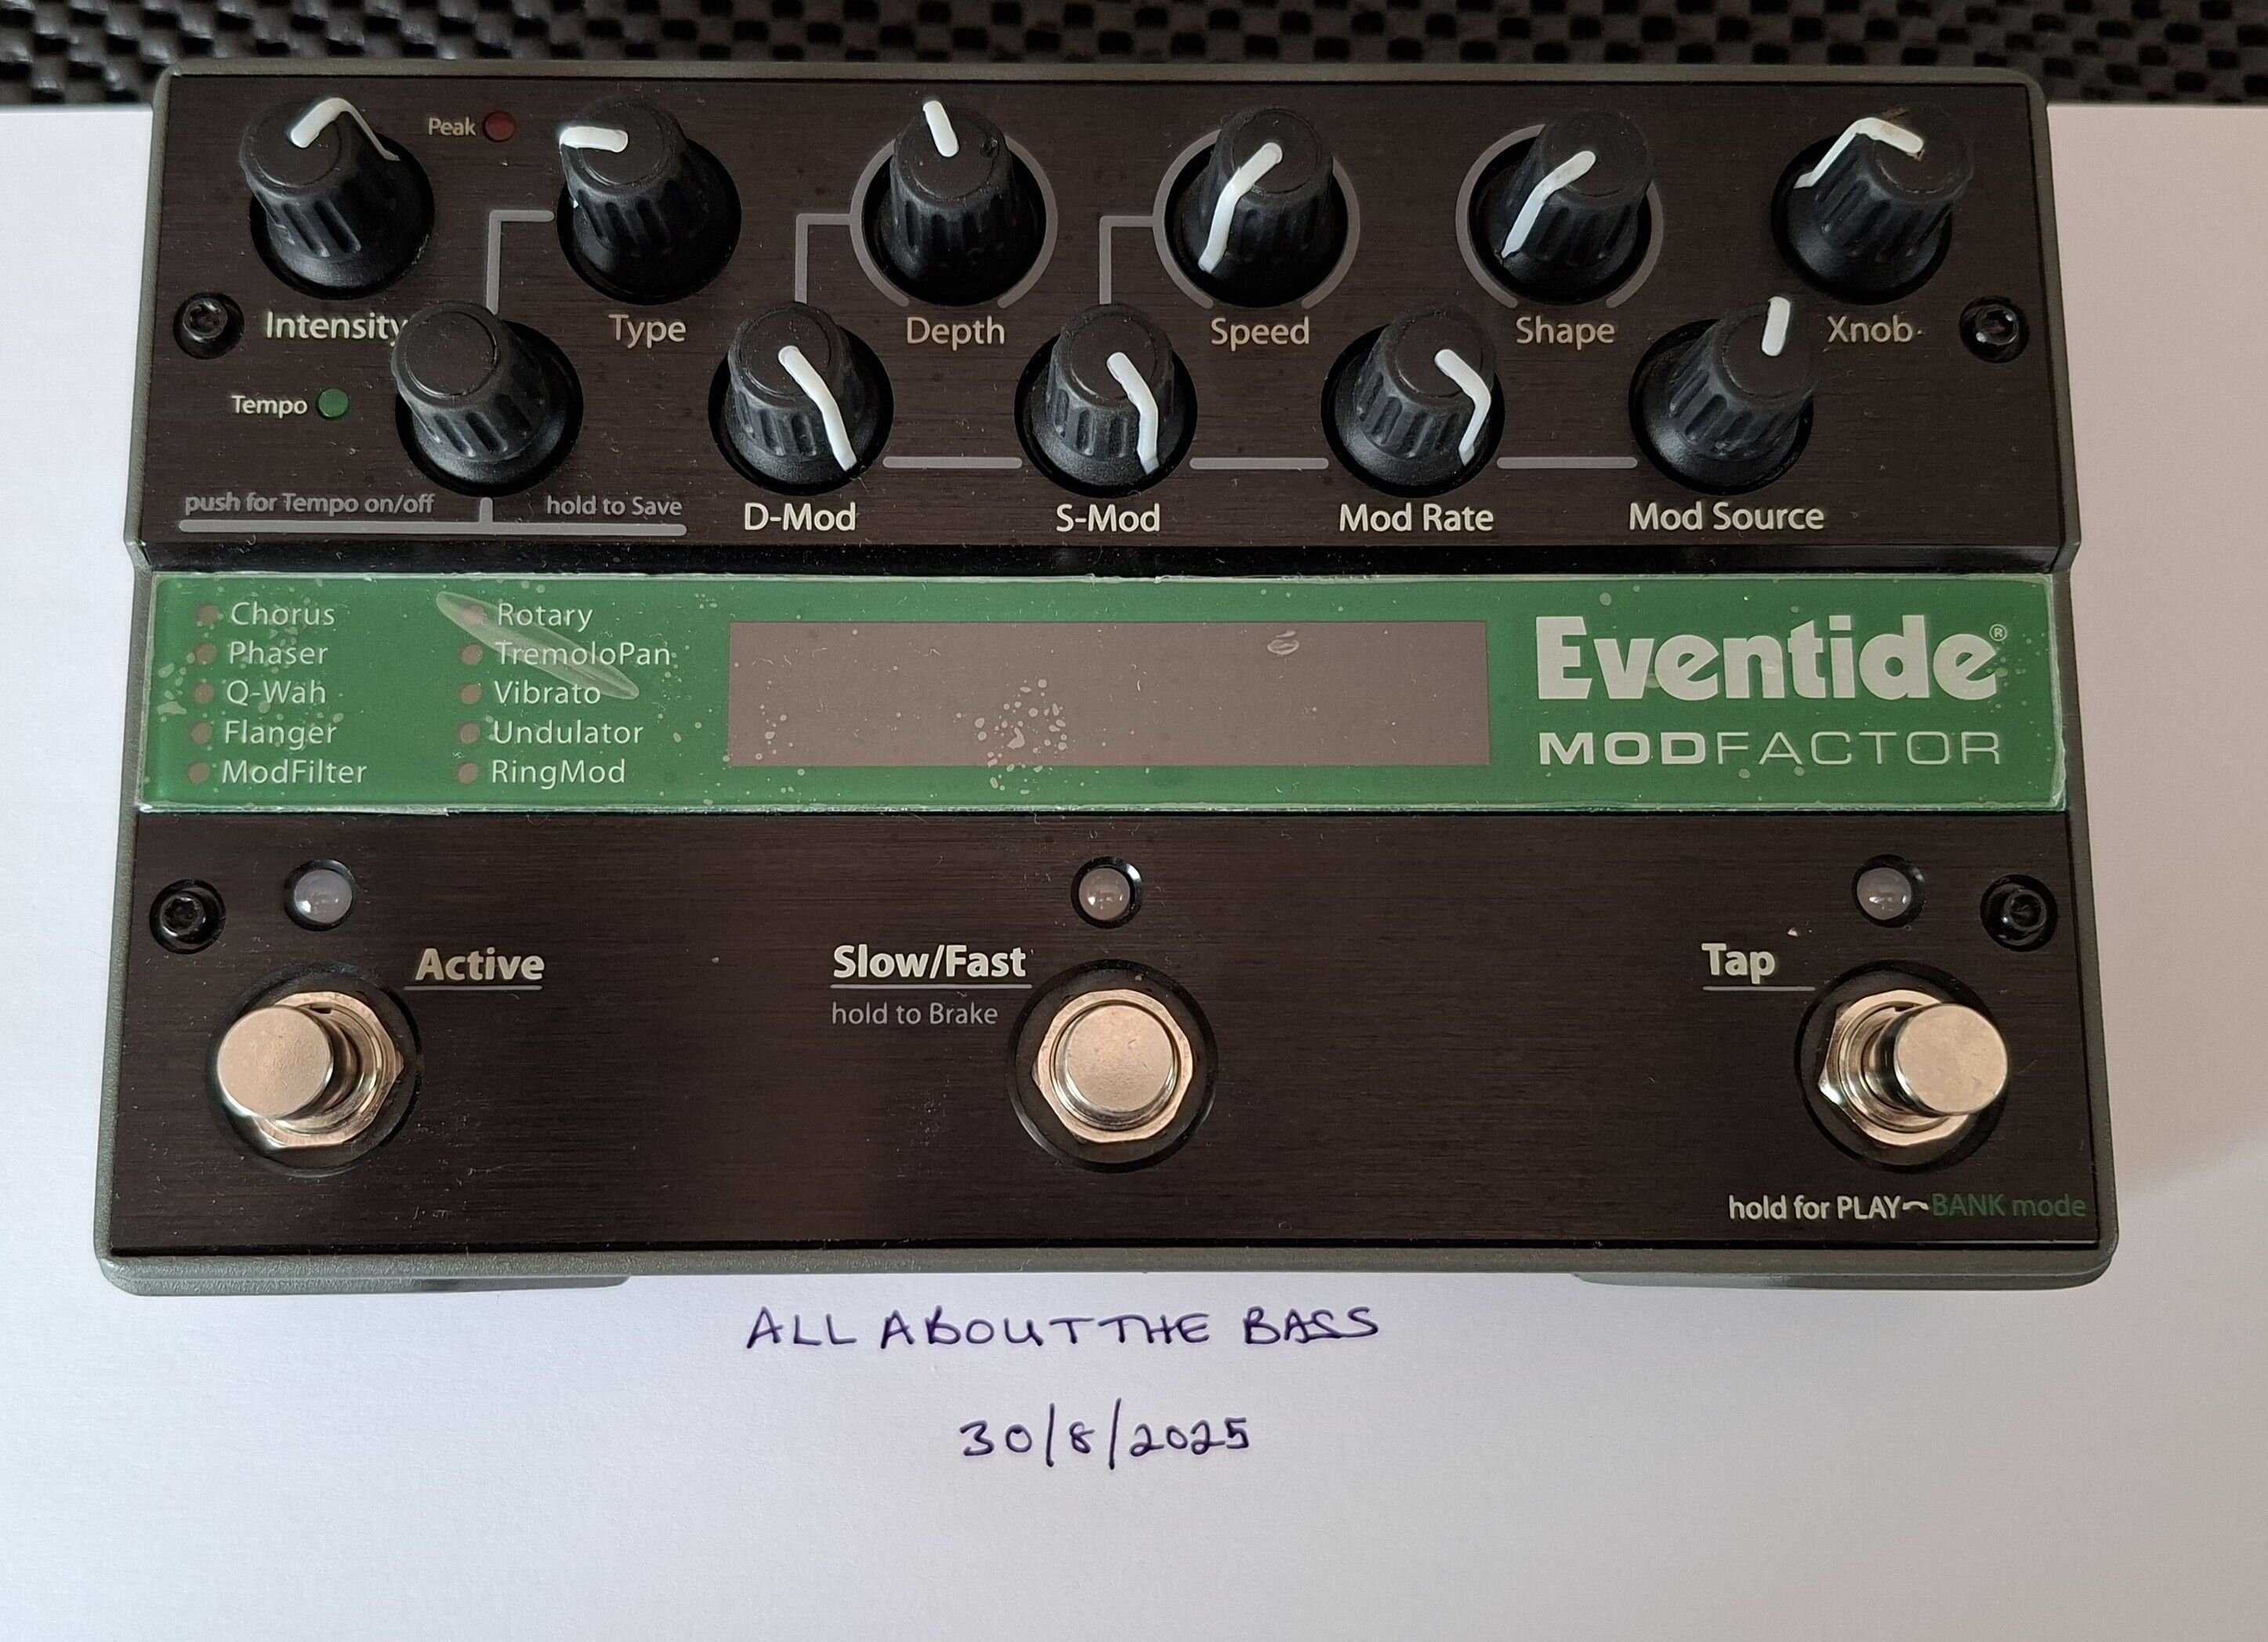 Peak
Intensity
Type
Depth
Speed
Shape
Xnob
Tempo
push for Tempo on/off
hold to Save
D-Mod
S-Mod
Mod Rate
Mod Source
Chorus
Phaser
Q-Wah
Flanger
ModFilter
Rotary
TremoloPan
Vibrato
Undulator
RingMod
Eventide®
MODFACTOR
Active
Slow/Fast
hold to Brake
Tap
hold for PLAY BANK mode
ALL ABOUT THE BASS
30/8/2025